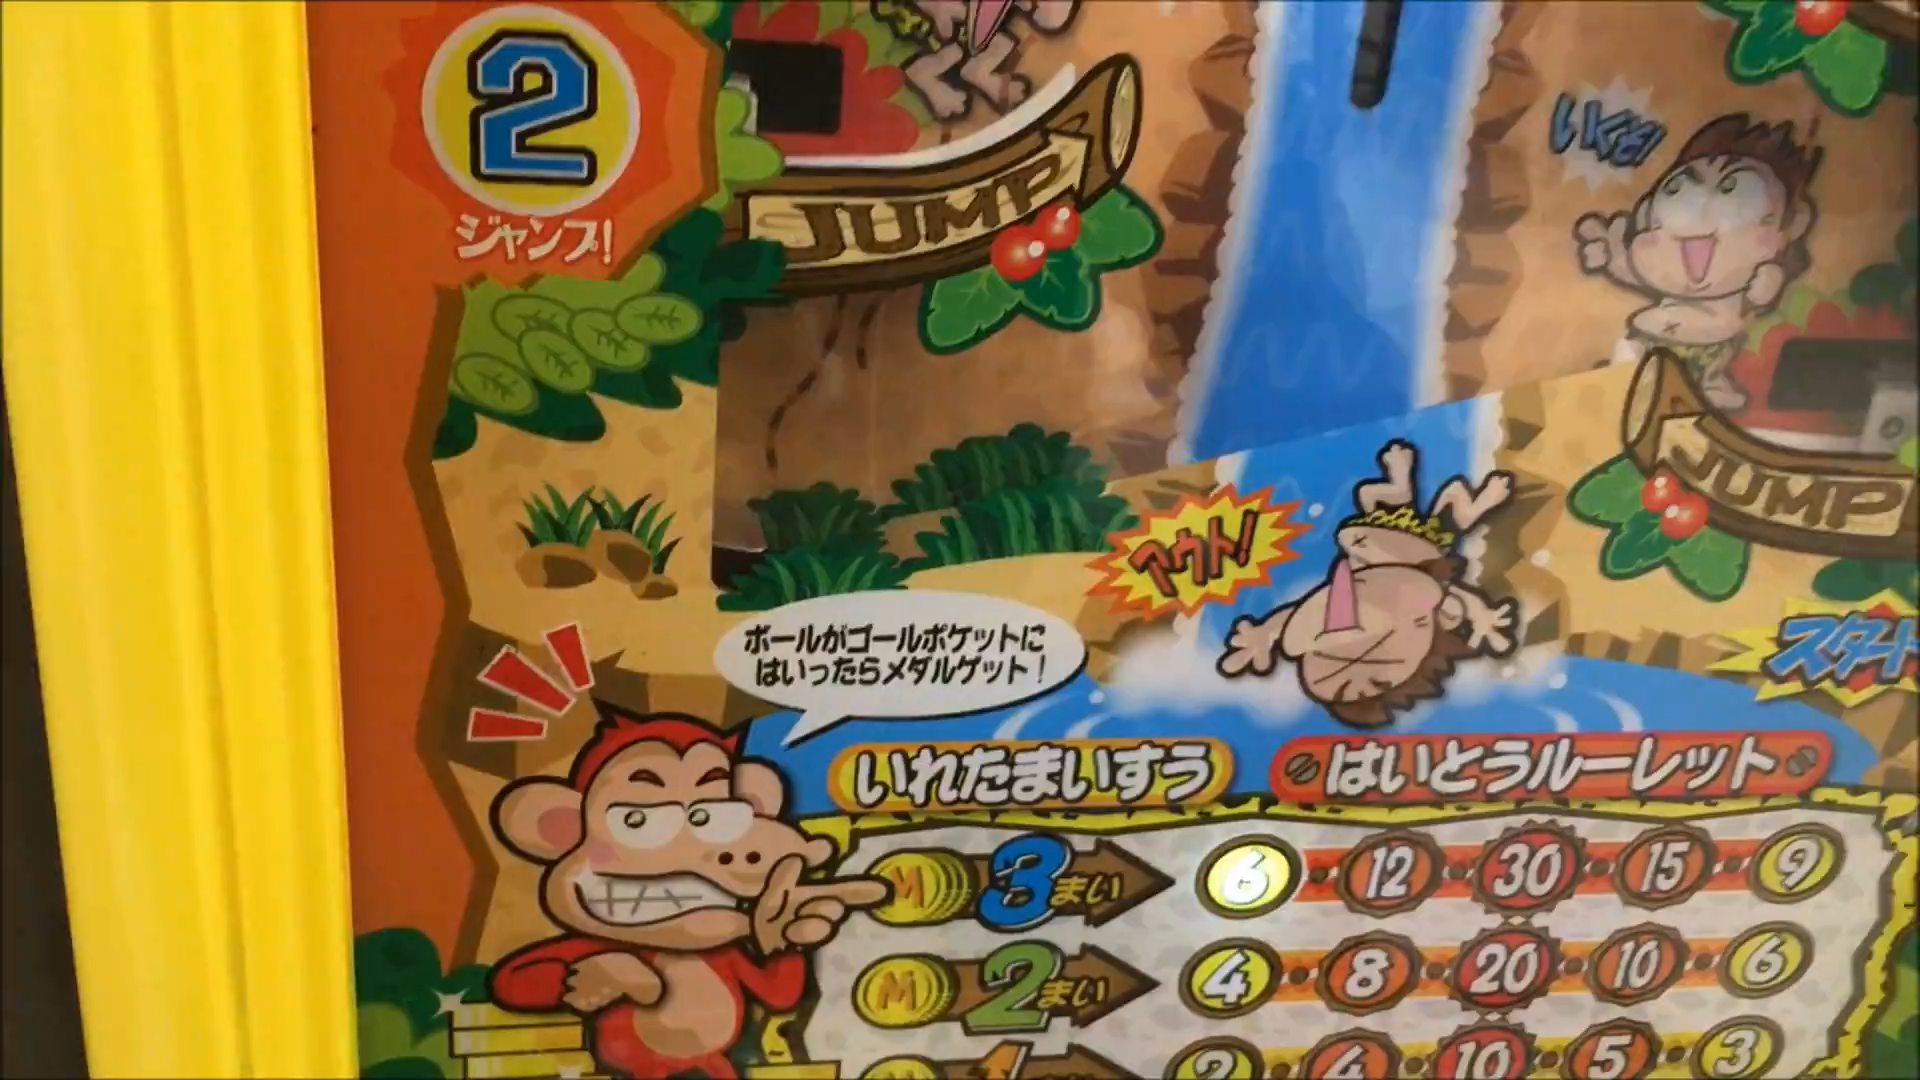 2
ジャンプ!
JUMP
いくぞ!
JUMP
アウト!
スタート
ボールがゴールポケットに
はいったらメダルゲット!
いれたまいすう
はいとうルーレット
M 3まい 6 12 30 15 9
M 2まい 4 8 20 10 6
1 2 4 10 5 3